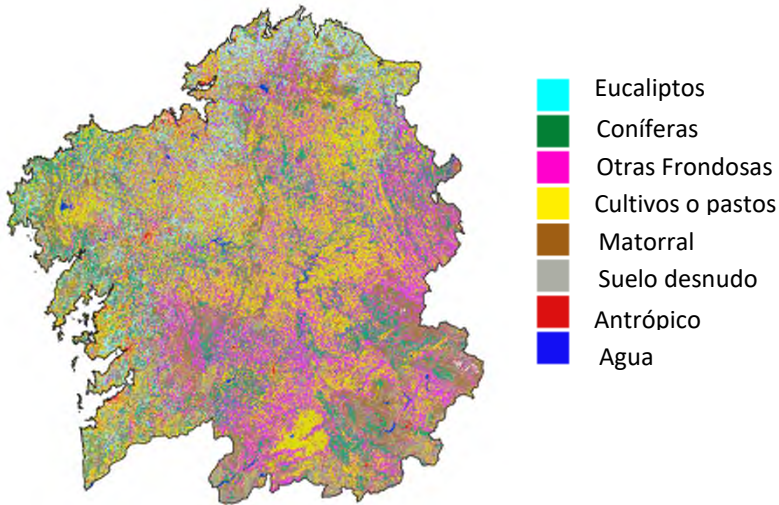 Eucaliptos
Coníferas
Otras Frondosas
Cultivos o pastos
Matorral
Suelo desnudo
Antrópico
Agua